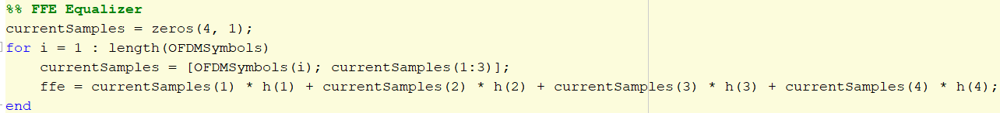 %% FFE Equalizer
currentSamples = zeros(4, 1);
for i = 1 : length(OFDMSymbols)
    currentSamples = [OFDMSymbols(i); currentSamples(1:3)];
    ffe = currentSamples(1) * h(1) + currentSamples(2) * h(2) + currentSamples(3) * h(3) + currentSamples(4) * h(4);
end